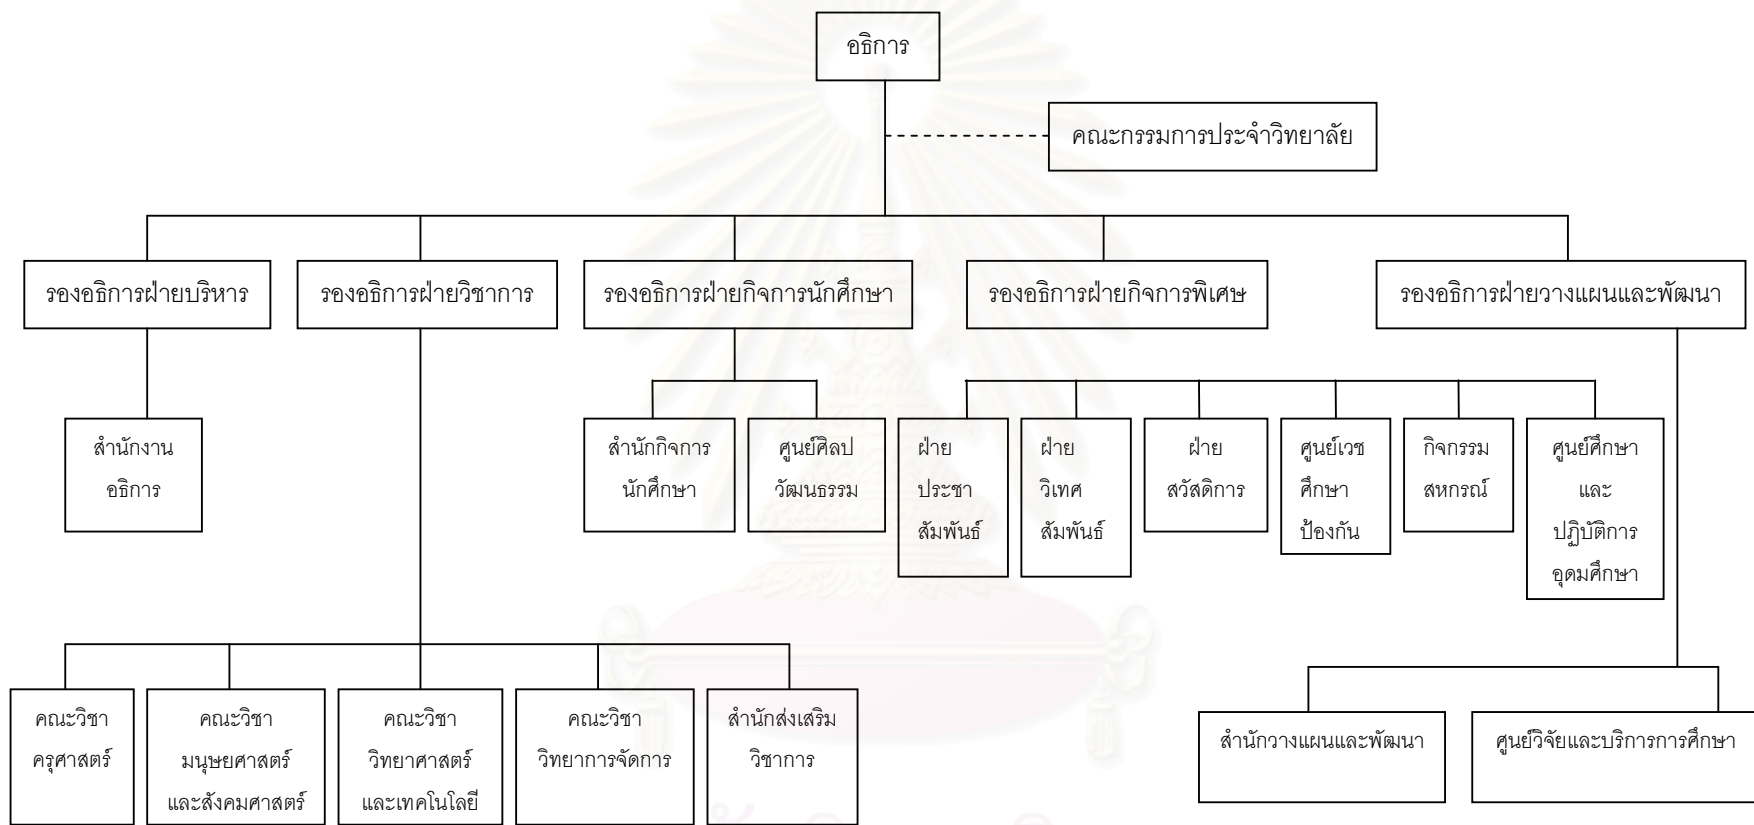 อธิการ
คณะกรรมการประจำวิทยาลัย
รองอธิการฝ่ายบริหาร
รองอธิการฝ่ายวิชาการ
รองอธิการฝ่ายกิจการนักศึกษา
รองอธิการฝ่ายกิจการพิเศษ
รองอธิการฝ่ายวางแผนและพัฒนา
สำนักงาน
อธิการ
สำนักกิจการ
นักศึกษา
ศูนย์ศิลป
วัฒนธรรม
ฝ่าย
ประชา
สัมพันธ์
ฝ่าย
วิเทศ
สัมพันธ์
ฝ่าย
สวัสดิการ
ศูนย์เวช
ศึกษา
ป้องกัน
กิจกรรม
สหกรณ์
ศูนย์ศึกษา
และ
ปฏิบัติการ
อุดมศึกษา
คณะวิชา
ครุศาสตร์
คณะวิชา
มนุษยศาสตร์
และสังคมศาสตร์
คณะวิชา
วิทยาศาสตร์
และเทคโนโลยี
คณะวิชา
วิทยาการจัดการ
สำนักส่งเสริม
วิชาการ
สำนักวางแผนและพัฒนา
ศูนย์วิจัยและบริการการศึกษา